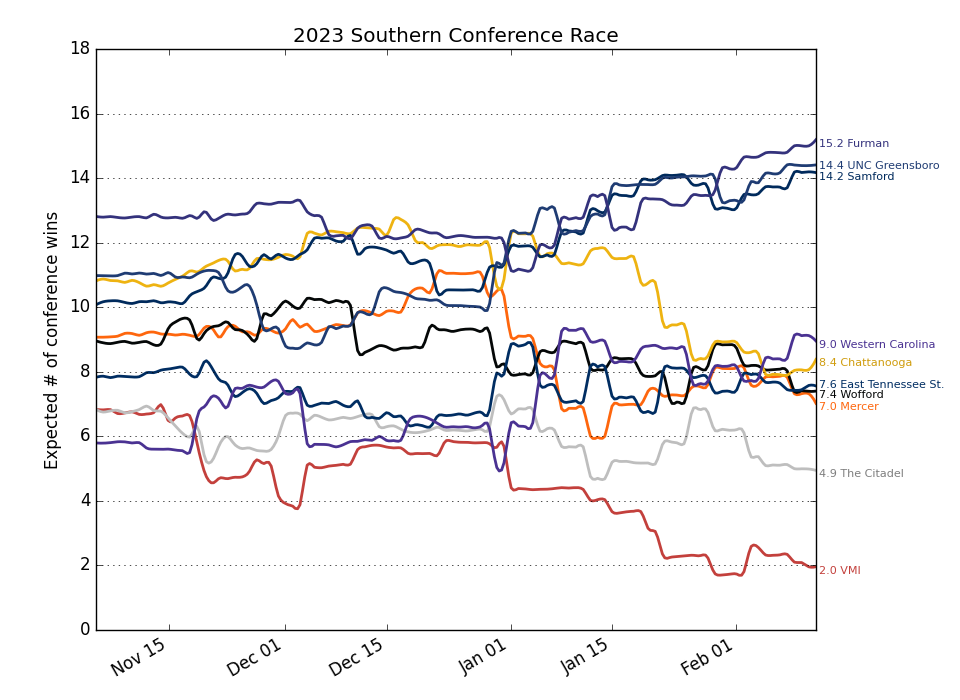 2023 Southern Conference Race
Expected # of conference wins
18
16
14
12
10
8
6
4
2
0
Nov 15
Dec 01
Dec 15
Jan 01
Jan 15
Feb 01
15.2 Furman
14.4 UNC Greensboro
14.2 Samford
9.0 Western Carolina
8.4 Chattanooga
7.6 East Tennessee St.
7.4 Wofford
7.0 Mercer
4.9 The Citadel
2.0 VMI